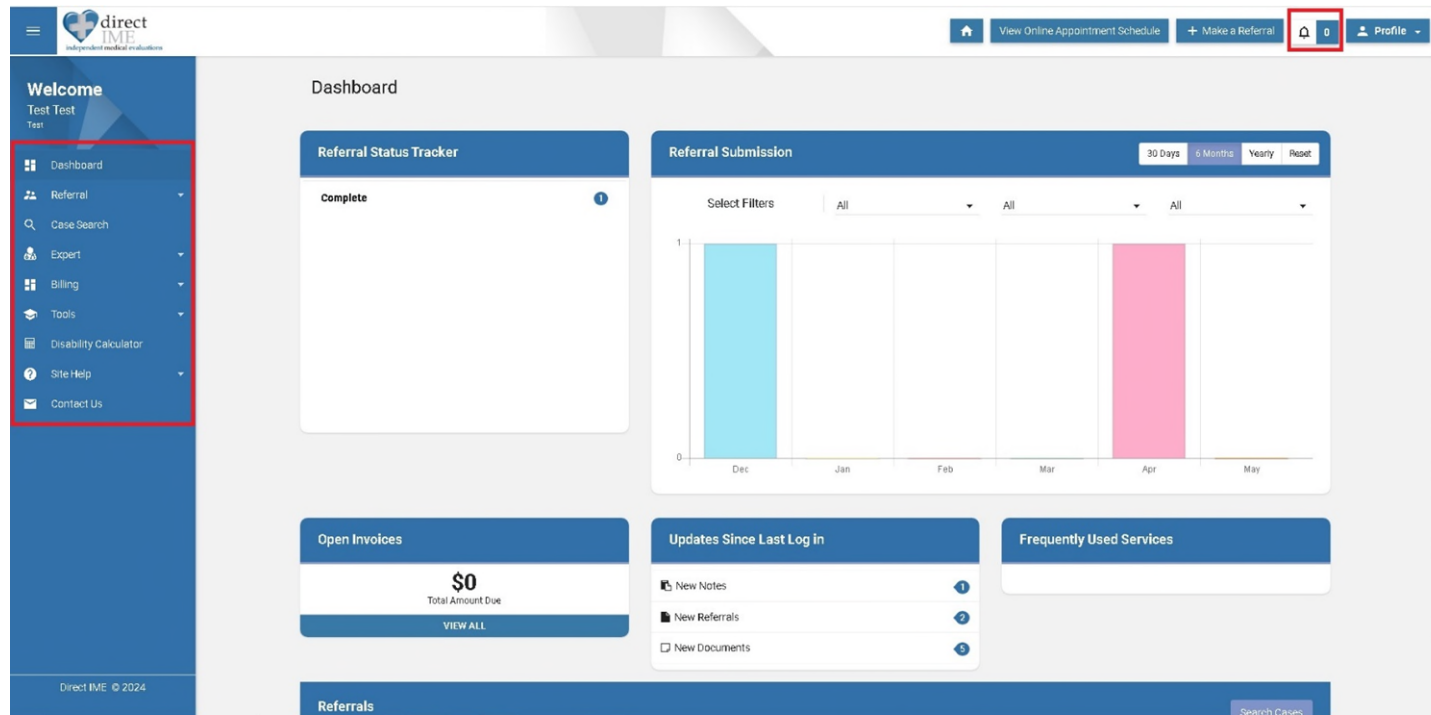 direct
IME
independent medical evaluations
View Online Appointment Schedule
+ Make a Referral
0
Profile
Welcome
Test Test
Test
Dashboard
Referral
Case Search
Expert
Billing
Tools
Disability Calculator
Site Help
Contact Us
Direct IME © 2024
Dashboard
Referral Status Tracker
Complete 1
Referral Submission
30 Days 6 Months Yearly Reset
Select Filters All All All
1
0
Dec Jan Feb Mar Apr May
Open Invoices
$0
Total Amount Due
VIEW ALL
Updates Since Last Log in
New Notes 1
New Referrals 2
New Documents 5
Frequently Used Services
Referrals
Search Cases